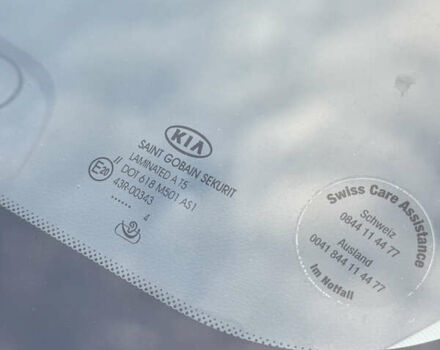 KIA
SAINT GOBAIN SEKURIT
LAMINATED A 15
II
DOT 618 M501 AS1
E20
43R-00343
......
4
Swiss Care Assistance
Schweiz
0844 11 44 77
Ausland
0041 844 11 44 77
Im Notfall